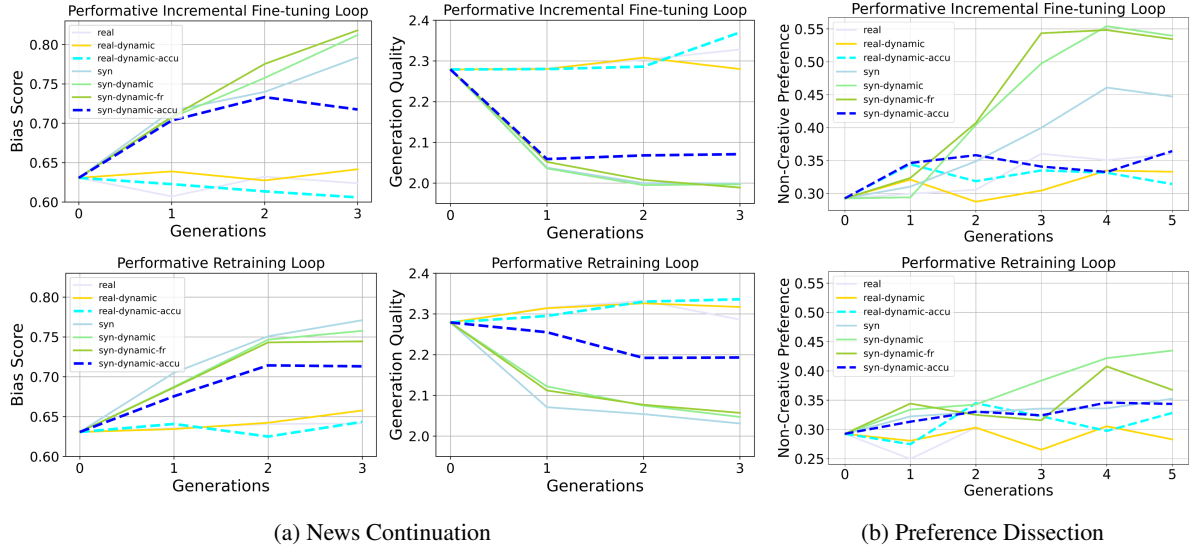 Performative Incremental Fine-tuning Loop
Bias Score
0.80
0.75
0.70
0.65
0.60
real
real-dynamic
real-dynamic-accu
syn
syn-dynamic
syn-dynamic-fr
syn-dynamic-accu
0 1 2 3
Generations
Performative Incremental Fine-tuning Loop
Generation Quality
2.4
2.3
2.2
2.1
2.0
0 1 2 3
Generations
Performative Incremental Fine-tuning Loop
Non-Creative Preference
0.55
0.50
0.45
0.40
0.35
0.30
real
real-dynamic
real-dynamic-accu
syn
syn-dynamic
syn-dynamic-fr
syn-dynamic-accu
0 1 2 3 4 5
Generations
Performative Retraining Loop
Bias Score
0.80
0.75
0.70
0.65
0.60
real
real-dynamic
real-dynamic-accu
syn
syn-dynamic
syn-dynamic-fr
syn-dynamic-accu
0 1 2 3
Generations
Performative Retraining Loop
Generation Quality
2.4
2.3
2.2
2.1
2.0
0 1 2 3
Generations
Performative Retraining Loop
Non-Creative Preference
0.55
0.50
0.45
0.40
0.35
0.30
0.25
real
real-dynamic
real-dynamic-accu
syn
syn-dynamic
syn-dynamic-fr
syn-dynamic-accu
0 1 2 3 4 5
Generations
(a) News Continuation
(b) Preference Dissection